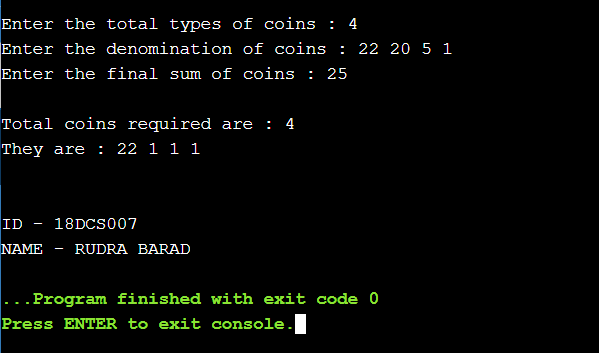 Enter the total types of coins : 4
Enter the denomination of coins : 22 20 5 1
Enter the final sum of coins : 25
Total coins required are : 4
They are : 22 1 1 1
ID - 18DCS007
NAME - RUDRA BARAD
...Program finished with exit code 0
Press ENTER to exit console.